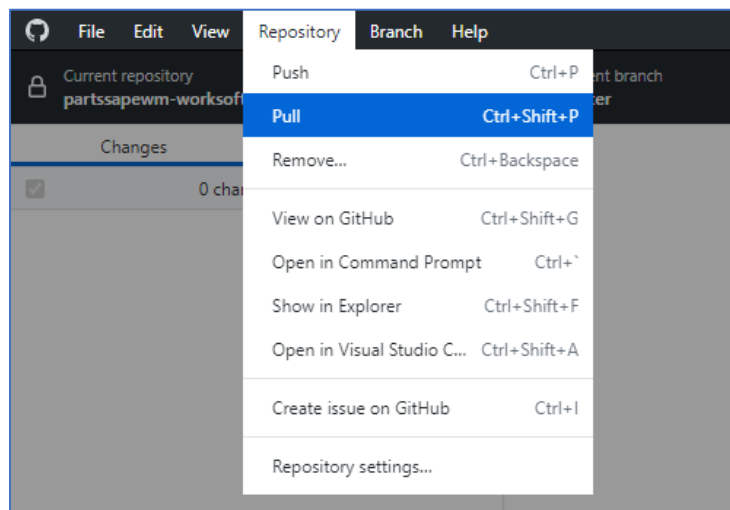 File Edit View Repository Branch Help
Current repository
partssapewm-worksoft
Changes
0
Push Ctrl+P
Pull Ctrl+Shift+P
Remove... Ctrl+Backspace
View on GitHub Ctrl+Shift+G
Open in Command Prompt Ctrl+`
Show in Explorer Ctrl+Shift+F
Open in Visual Studio C... Ctrl+Shift+A
Create issue on GitHub Ctrl+I
Repository settings...
branch